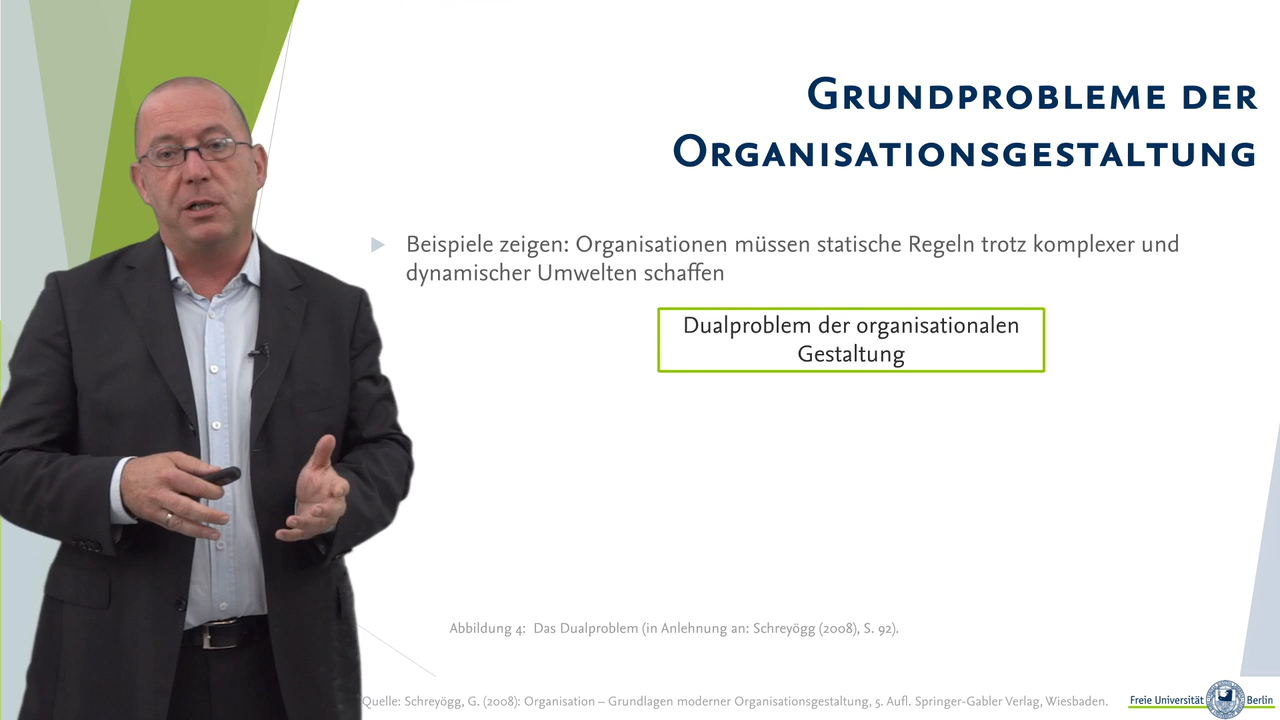 Grundprobleme der
Organisationsgestaltung
Beispiele zeigen: Organisationen müssen statische Regeln trotz komplexer und
dynamischer Umwelten schaffen
Dualproblem der organisationalen
Gestaltung
Abbildung 4: Das Dualproblem (in Anlehnung an: Schreyögg (2008), S. 92).
Quelle: Schreyögg, G. (2008): Organisation – Grundlagen moderner Organisationsgestaltung, 5. Aufl. Springer-Gabler Verlag, Wiesbaden.
Freie Universität Berlin